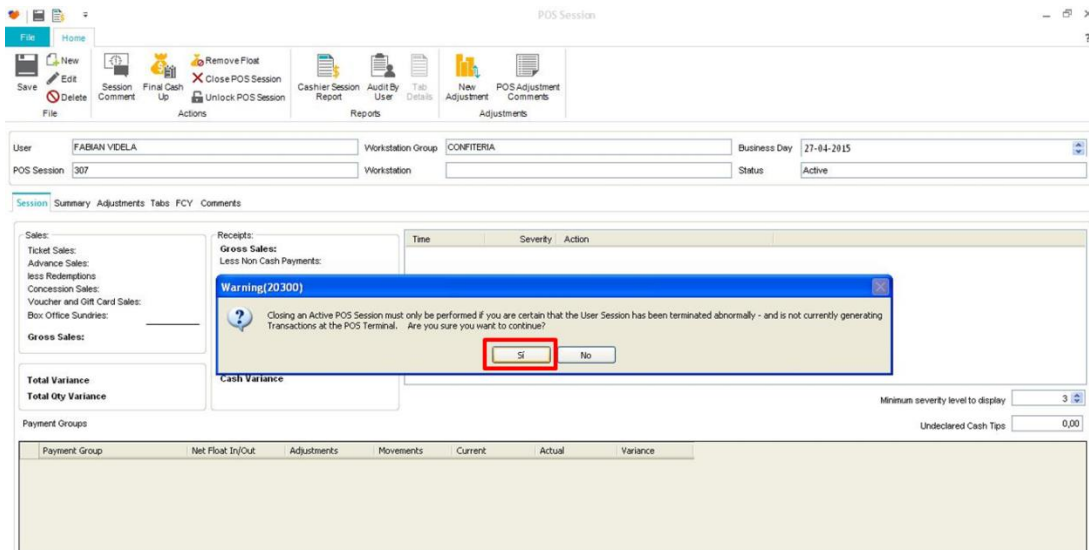 POS Session
File Home
Save
New
Edit
Delete
File
Session Comment
Final Cash Up
Remove Float
Close POS Session
Unlock POS Session
Actions
Cashier Session Report
Audit By User
Tab Details
Reports
New Adjustment
POS Adjustment Comments
Adjustments
User FABIAN VIDELA Workstation Group CONFITERIA Business Day 27-04-2015
POS Session 307 Workstation Status Active
Session Summary Adjustments Tabs FCY Comments
Sales:
Ticket Sales:
Advance Sales:
less Redemptions
Concession Sales:
Voucher and Gift Card Sales:
Box Office Sundries:
Gross Sales:
Receipts:
Gross Sales:
Less Non Cash Payments:
Time Severity Action
Warning(20300)
Closing an Active POS Session must only be performed if you are certain that the User Session has been terminated abnormally - and is not currently generating
Transactions at the POS Terminal. Are you sure you want to continue?
Sí No
Total Variance
Total Qty Variance
Cash Variance
Minimum severity level to display 3
Payment Groups
Undeclared Cash Tips 0,00
Payment Group Net Float In/Out Adjustments Movements Current Actual Variance